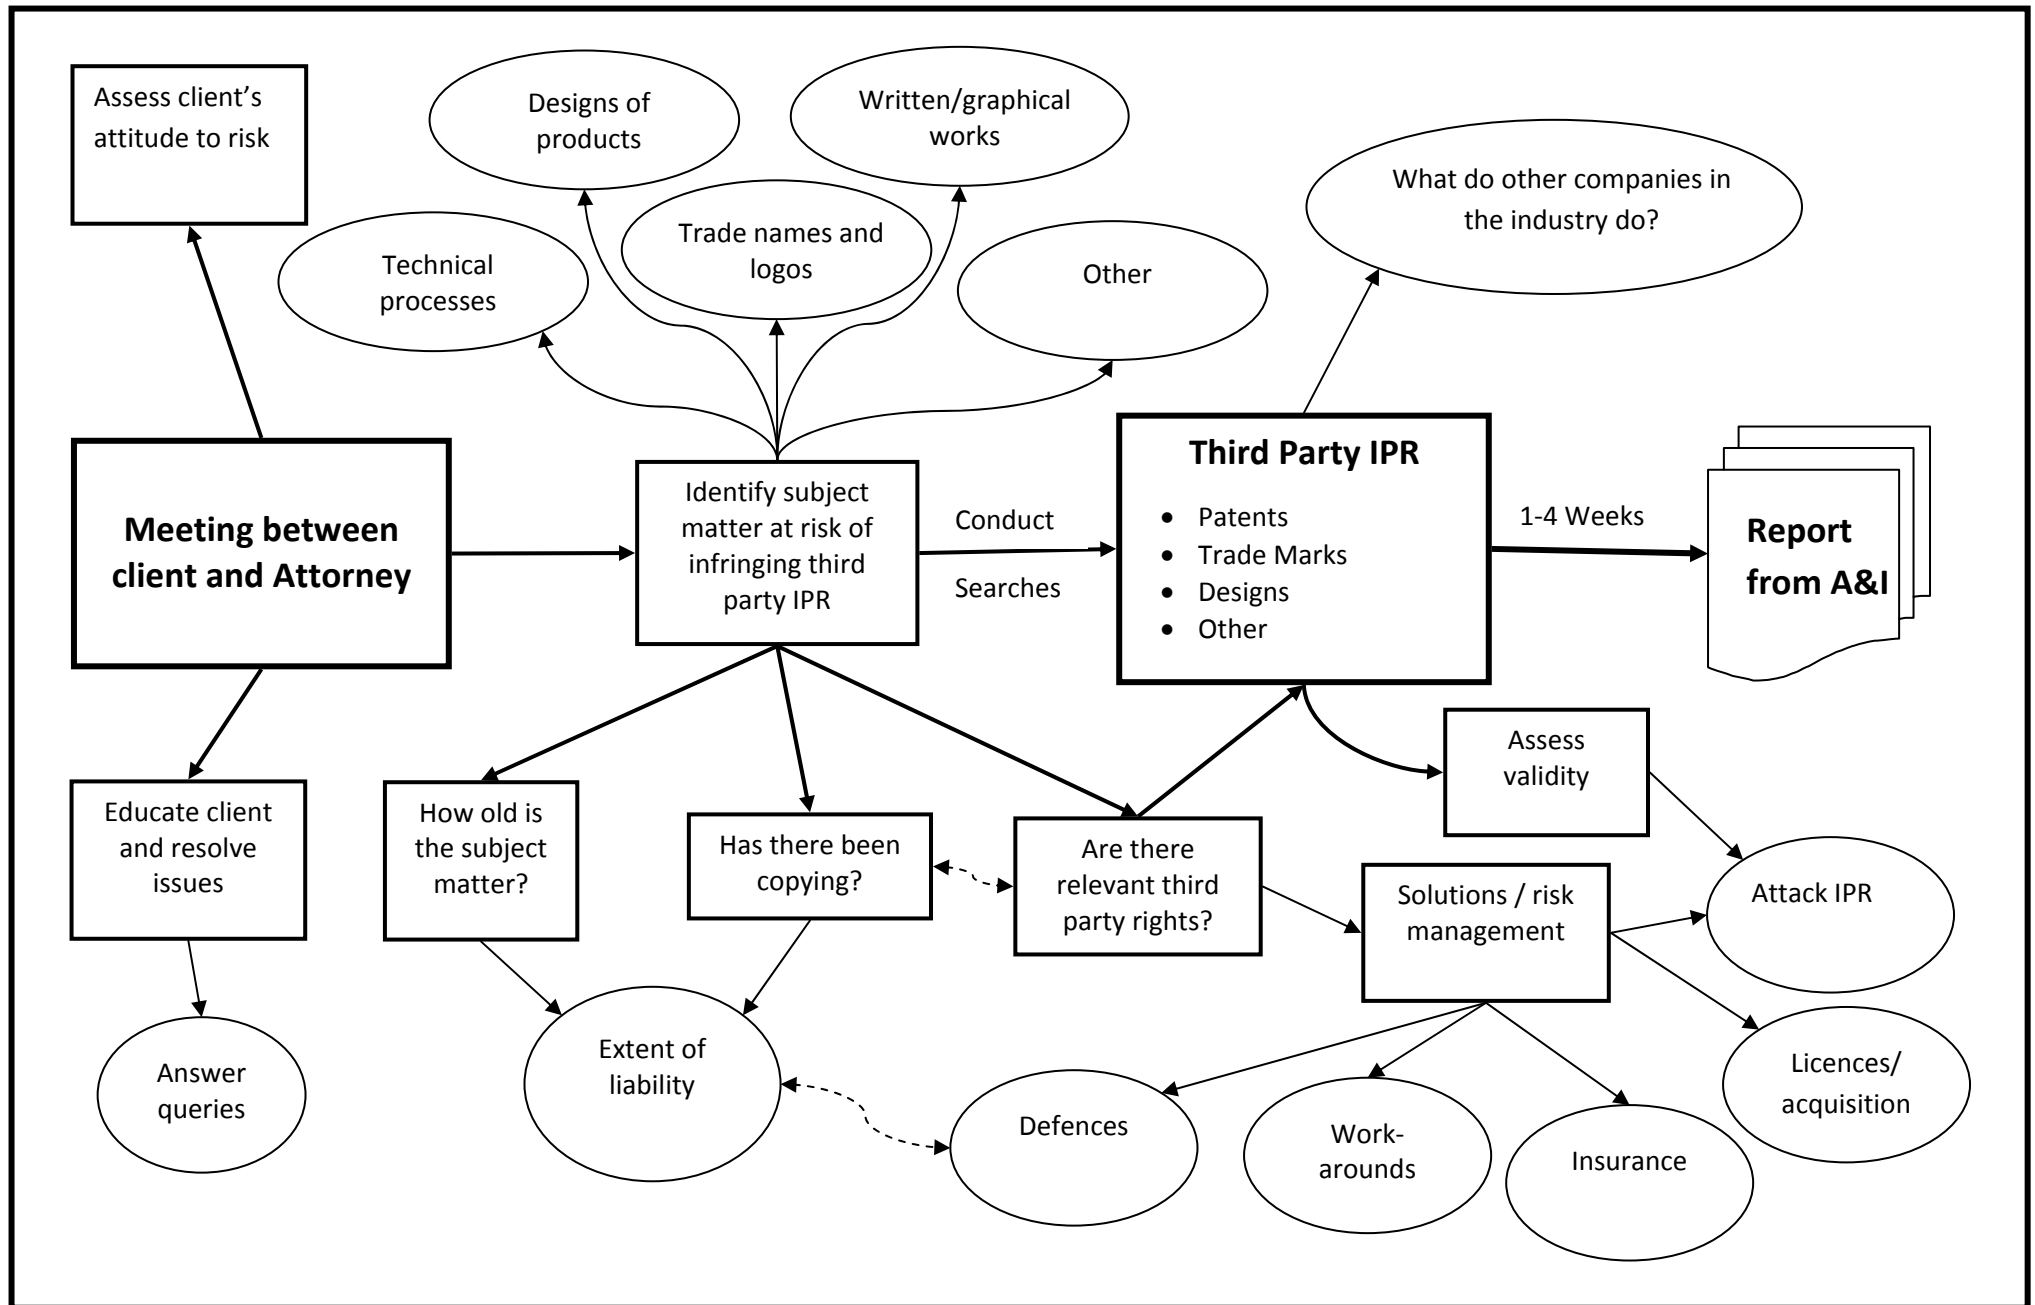 Assess client’s
attitude to risk
Designs of
products
Written/graphical
works
What do other companies in
the industry do?
Technical
processes
Trade names and
logos
Other
Meeting between
client and Attorney
Identify subject
matter at risk of
infringing third
party IPR
Conduct
Searches
Third Party IPR
• Patents
• Trade Marks
• Designs
• Other
1-4 Weeks
Report
from A&I
Educate client
and resolve
issues
How old is
the subject
matter?
Has there been
copying?
Are there
relevant third
party rights?
Assess
validity
Solutions / risk
management
Attack IPR
Answer
queries
Extent of
liability
Defences
Work-
arounds
Insurance
Licences/
acquisition